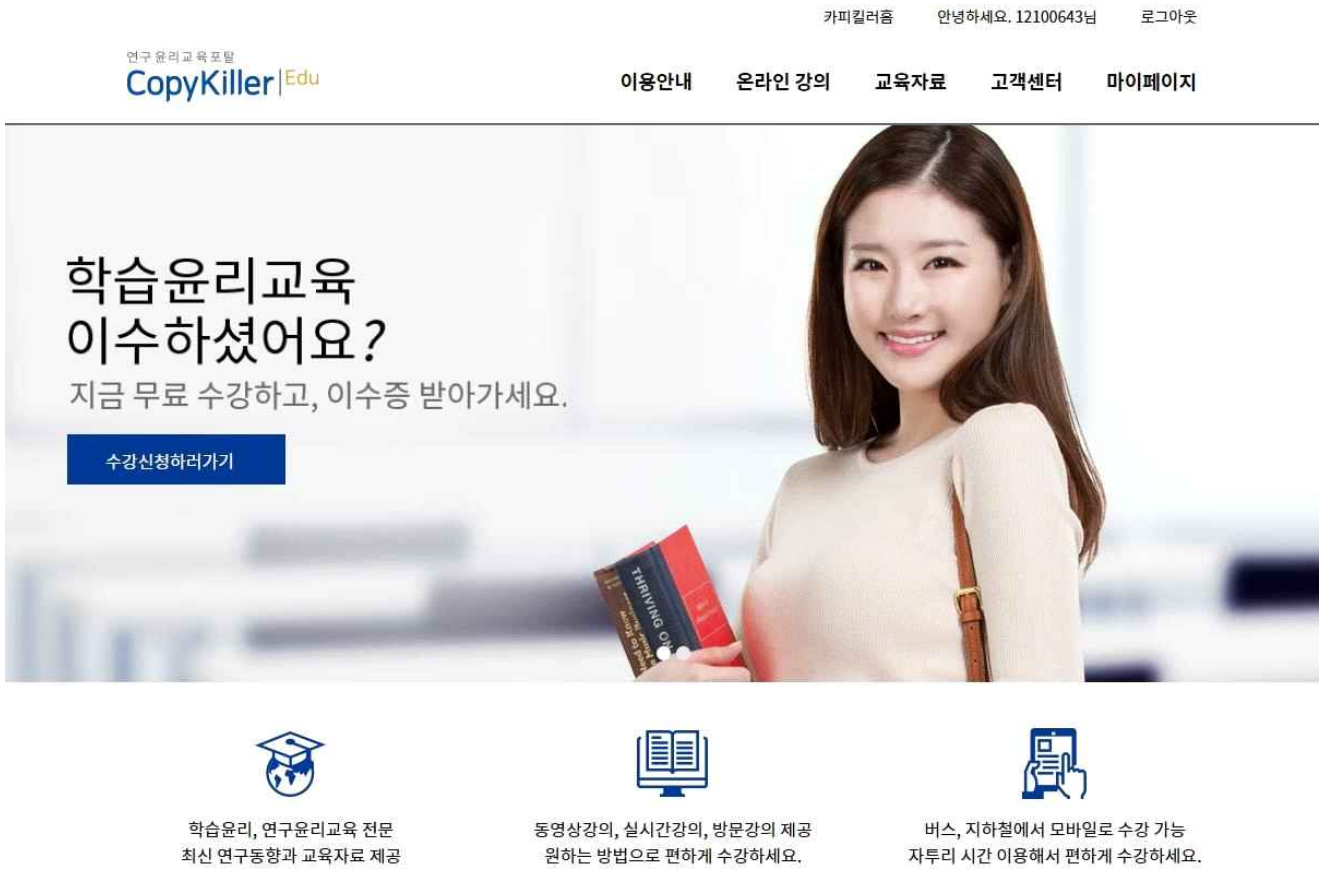 카피킬러홈 안녕하세요. 12100643님 로그아웃
연구윤리교육포탈
CopyKiller Edu
이용안내 온라인 강의 교육자료 고객센터 마이페이지
학습윤리교육
이수하셨어요?
지금 무료 수강하고, 이수증 받아가세요.
수강신청하러가기
THRIVING ON
Need to Know
학습윤리, 연구윤리교육 전문
최신 연구동향과 교육자료 제공
동영상강의, 실시간강의, 방문강의 제공
원하는 방법으로 편하게 수강하세요.
버스, 지하철에서 모바일로 수강 가능
자투리 시간 이용해서 편하게 수강하세요.